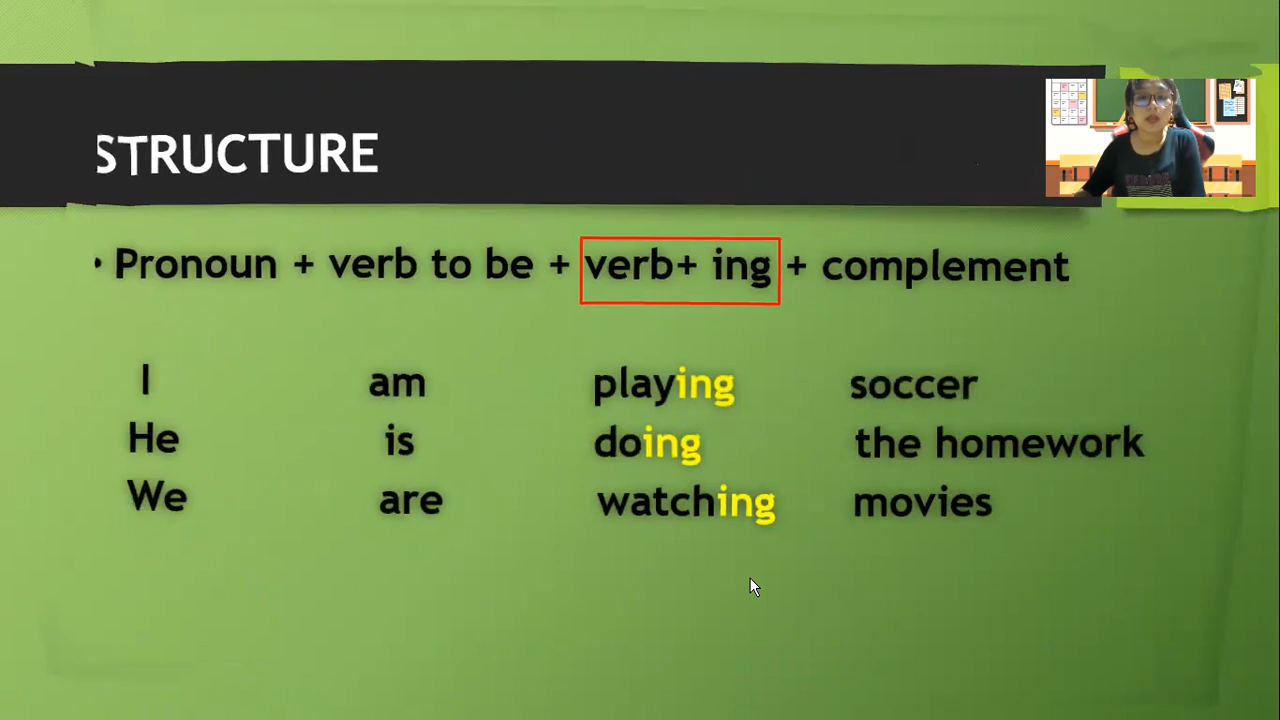 STRUCTURE
• Pronoun + verb to be + verb+ ing + complement
I am playing soccer
He is doing the homework
We are watching movies